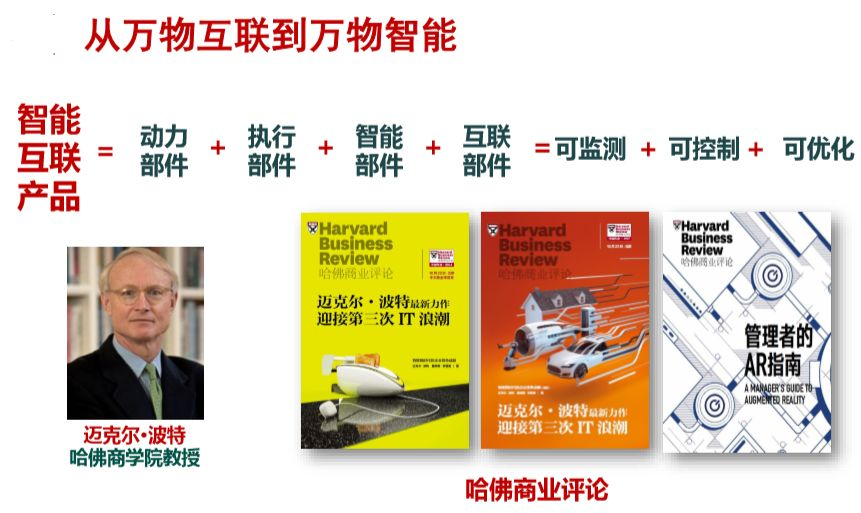 从万物互联到万物智能
智能
互联
产品
=
动力
部件
+
执行
部件
+
智能
部件
+
互联
部件
=可监测 + 可控制 + 可优化
迈克尔·波特
哈佛商学院教授
Harvard
Business
Review
哈佛商业评论
迈克尔·波特最新力作
迎接第三次 IT 浪潮
Harvard
Business
Review
哈佛商业评论
迈克尔·波特最新力作
迎接第三次 IT 浪潮
Harvard
Business
Review
哈佛商业评论
管理者的
AR指南
A MANAGER'S GUIDE TO
AUGMENTED REALITY
哈佛商业评论